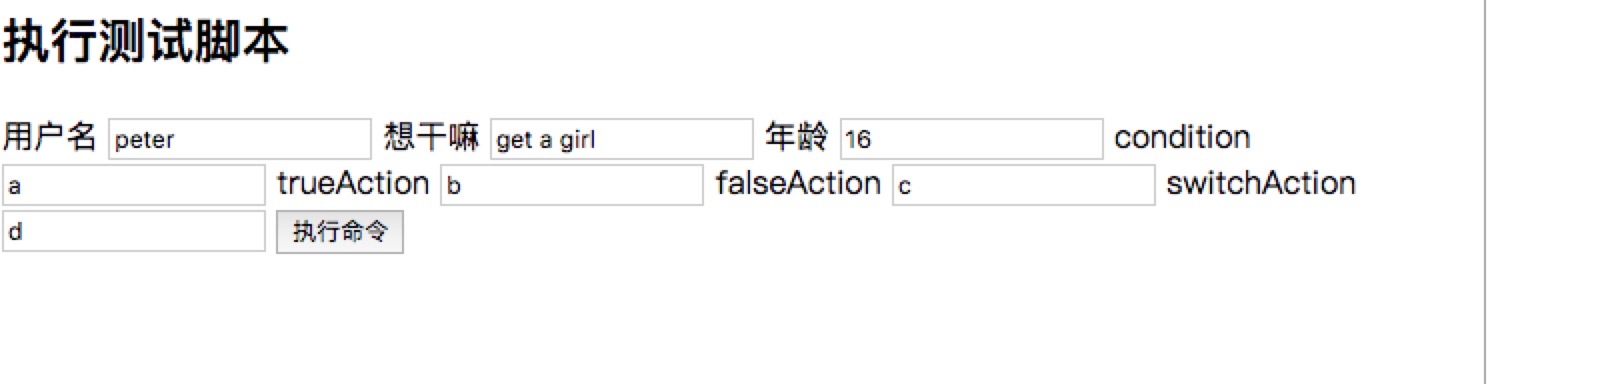 执行测试脚本
用户名 peter 想干嘛 get a girl 年龄 16 condition
a trueAction b falseAction c switchAction
d 执行命令